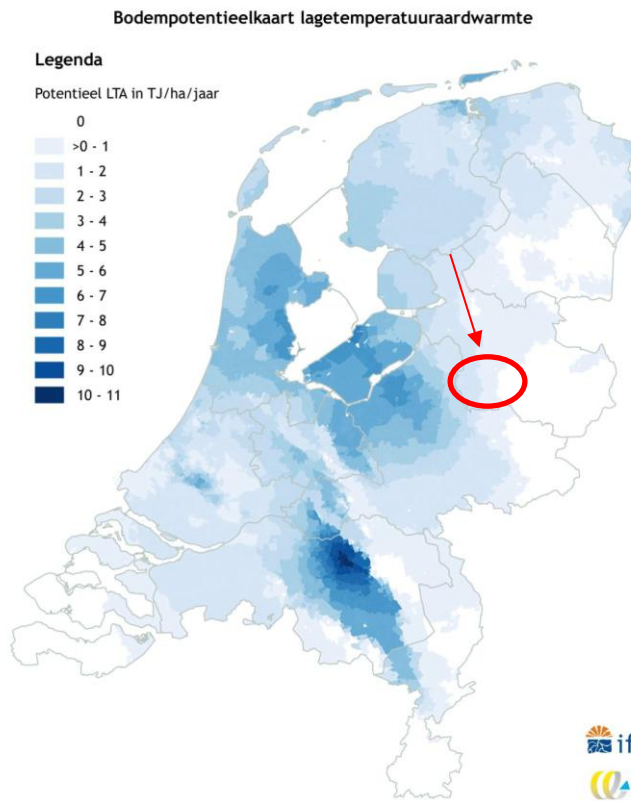 Bodempotentieelkaart lagetemperatuuraardwarmte
Legenda
Potentieel LTA in TJ/ha/jaar
0
>0 - 1
1 - 2
2 - 3
3 - 4
4 - 5
5 - 6
6 - 7
7 - 8
8 - 9
9 - 10
10 - 11
if